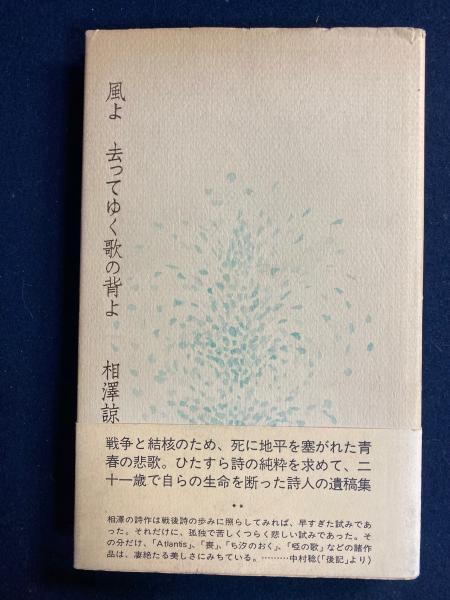 風よ 去ってゆく歌の背よ
相澤諒
戦争と結核のため、死に地平を塞がれた青
春の悲歌。ひたすら詩の純粋を求めて、二
十一歳で自らの生命を断った詩人の遺稿集
**
相澤の詩作は戦後詩の歩みに照らしてみれば、早すぎた試みであ
った。それだけに、孤独で苦しくつらく悲しい試みであった。そ
の分だけ、「Atlantis」、「喪」、「ち汐のおく」、「啞の歌」などの諸作
品は、凄絶たる美しさにみちている。………中村稔(「後記」より)